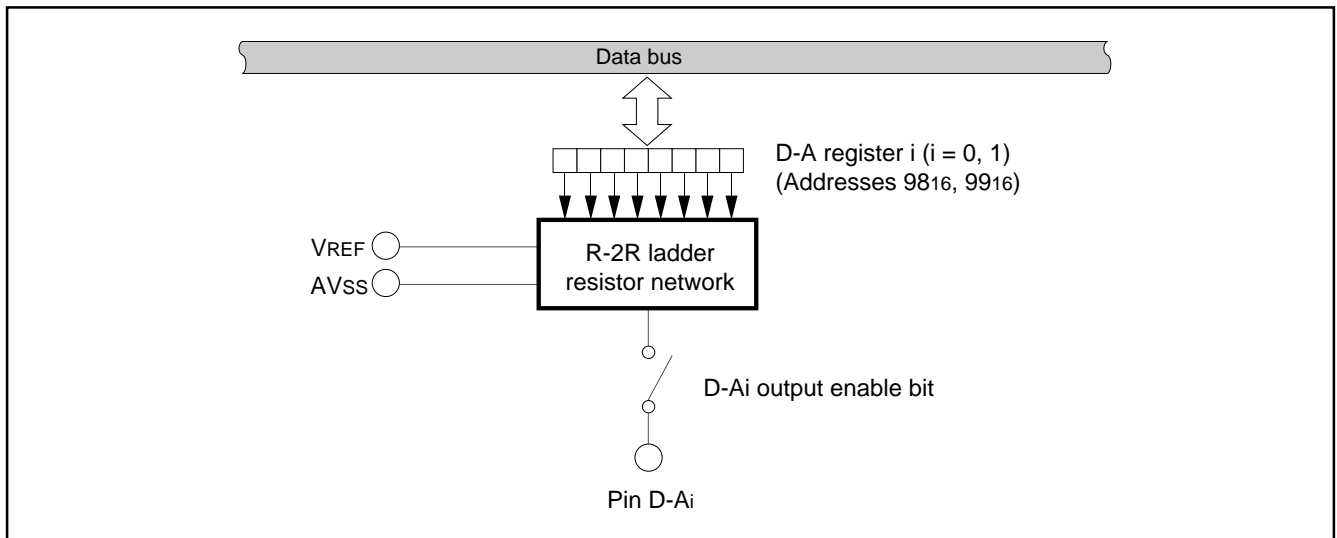 Data bus
D-A register i (i = 0, 1)
(Addresses 9816, 9916)
VREF
AVSS
R-2R ladder
resistor network
D-Ai output enable bit
Pin D-Ai